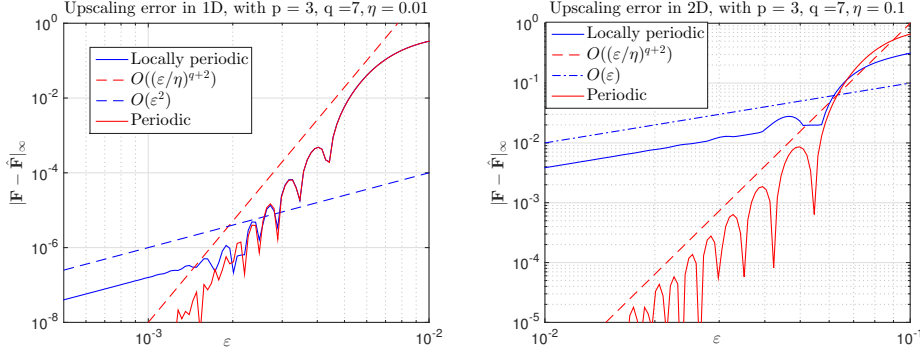 Upscaling error in 1D, with p = 3, q =7, η = 0.01
10^0
10^-2
10^-4
10^-6
10^-8
|F − F̂|∞
Locally periodic
O((ε/η)^{q+2})
O(ε^2)
Periodic
10^-3
10^-2
ε
Upscaling error in 2D, with p = 3, q =7, η = 0.1
10^0
10^-1
10^-2
10^-3
10^-4
10^-5
|F − F̂|∞
Locally periodic
O((ε/η)^{q+2})
O(ε)
Periodic
10^-2
10^-1
ε